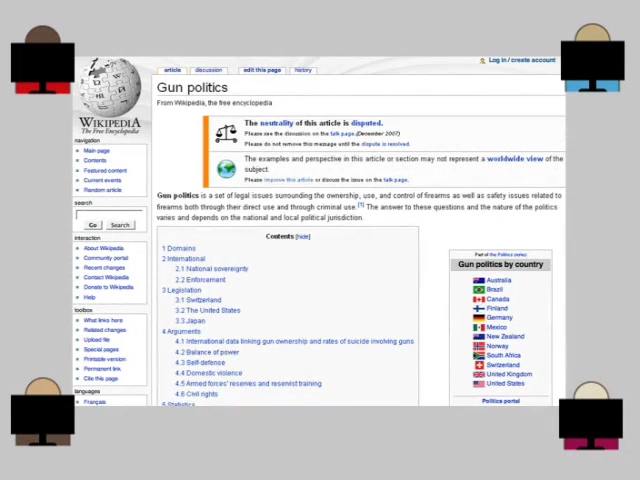 Log in / create account
article
discussion
edit this page
history
Gun politics
From Wikipedia, the free encyclopedia
WIKIPEDIA
The Free Encyclopedia
navigation
Main page
Contents
Featured content
Current events
Random article
search
Go
Search
interaction
About Wikipedia
Community portal
Recent changes
Contact Wikipedia
Donate to Wikipedia
Help
toolbox
What links here
Related changes
Upload file
Special pages
Printable version
Permanent link
Cite this page
languages
Français
The neutrality of this article is disputed.
Please see the discussion on the talk page.(December 2007)
Please do not remove this message until the dispute is resolved.
The examples and perspective in this article or section may not represent a worldwide view of the
subject.
Please improve this article or discuss the issue on the talk page.
Gun politics is a set of legal issues surrounding the ownership, use, and control of firearms as well as safety issues related to
firearms both through their direct use and through criminal use.[1] The answer to these questions and the nature of the politics
varies and depends on the national and local political jurisdiction.
Contents [hide]
1 Domains
2 International
2.1 National sovereignty
2.2 Enforcement
3 Legislation
3.1 Switzerland
3.2 The United States
3.3 Japan
4 Arguments
4.1 International data linking gun ownership and rates of suicide involving guns
4.2 Balance of power
4.3 Self-defense
4.4 Domestic violence
4.5 Armed forces' reserves and reservist training
4.6 Civil rights
5 Statistics
Part of the Politics series
Gun politics by country
Australia
Brazil
Canada
Finland
Germany
Mexico
New Zealand
Norway
South Africa
Switzerland
United Kingdom
United States
Politics portal